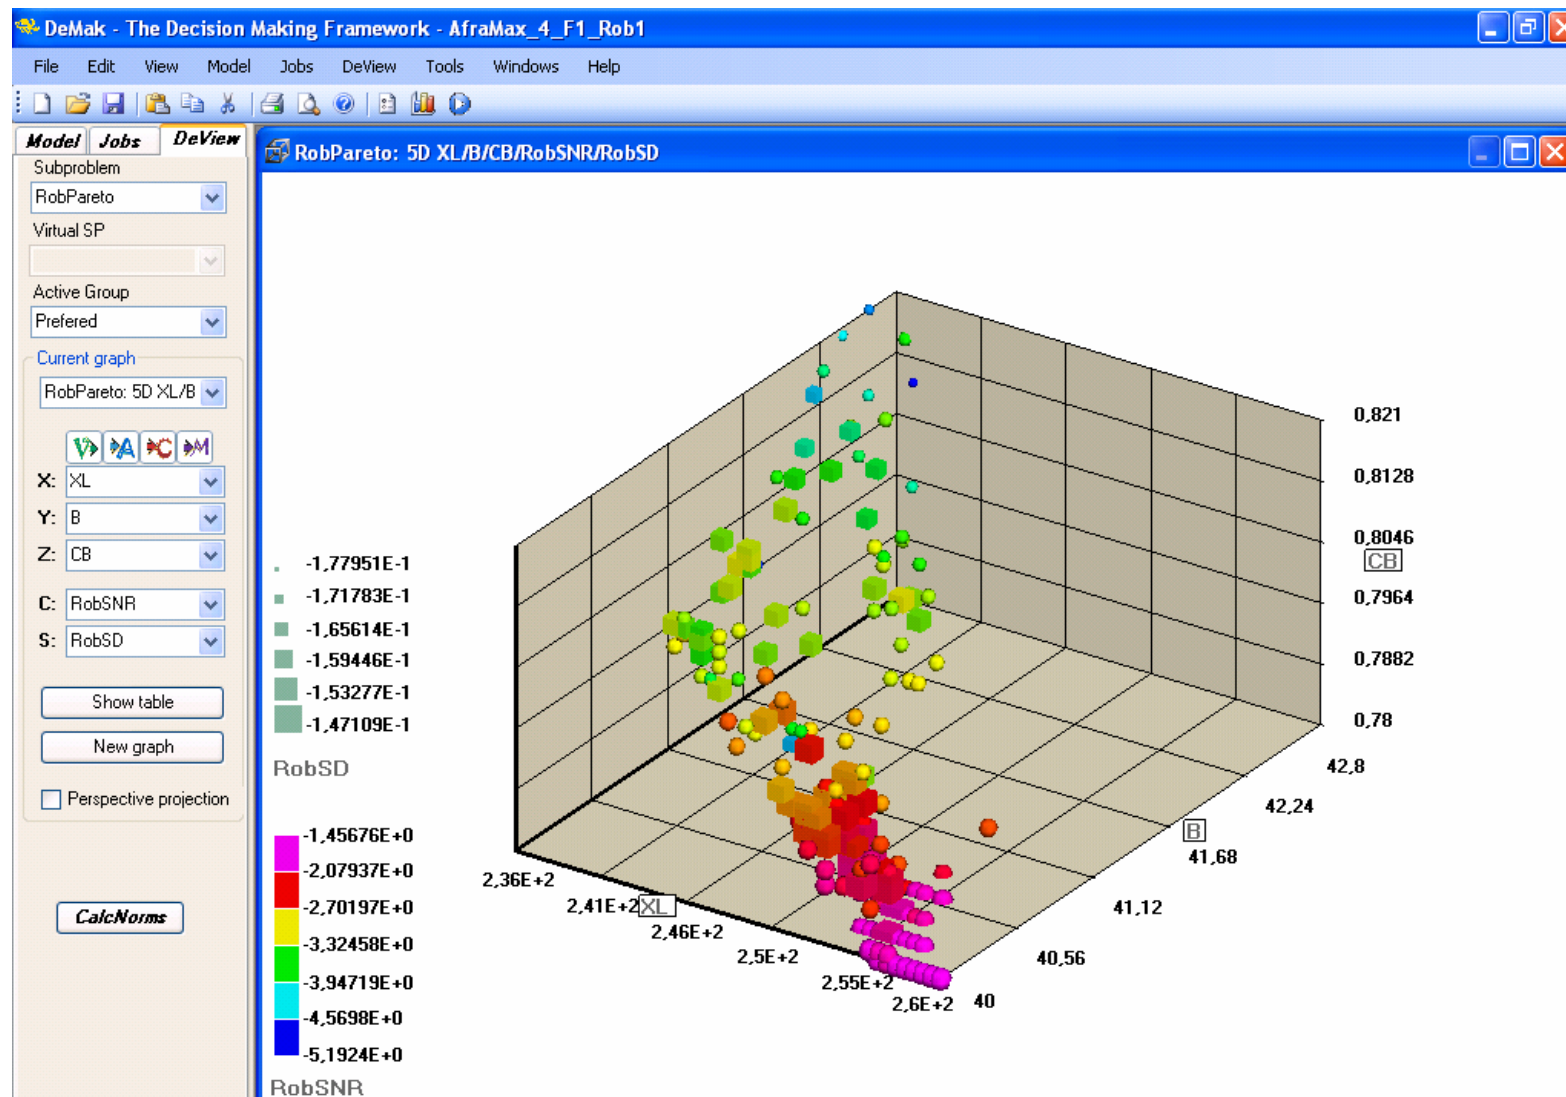 DeMak - The Decision Making Framework - AfraMax_4_F1_Rob1
File Edit View Model Jobs DeView Tools Windows Help
Model Jobs DeView
Subproblem
RobPareto
Virtual SP
Active Group
Prefered
Current graph
RobPareto: 5D XL/B
V A C M
X: XL
Y: B
Z: CB
C: RobSNR
S: RobSD
Show table
New graph
Perspective projection
CalcNorms
RobPareto: 5D XL/B/CB/RobSNR/RobSD
-1,77951E-1
-1,71783E-1
-1,65614E-1
-1,59446E-1
-1,53277E-1
-1,47109E-1
RobSD
-1,45676E+0
-2,07937E+0
-2,70197E+0
-3,32458E+0
-3,94719E+0
-4,5698E+0
-5,1924E+0
RobSNR
0,821
0,8128
0,8046
CB
0,7964
0,7882
0,78
42,8
42,24
B
41,68
41,12
40,56
40
2,36E+2
2,41E+2
XL
2,46E+2
2,5E+2
2,55E+2
2,6E+2